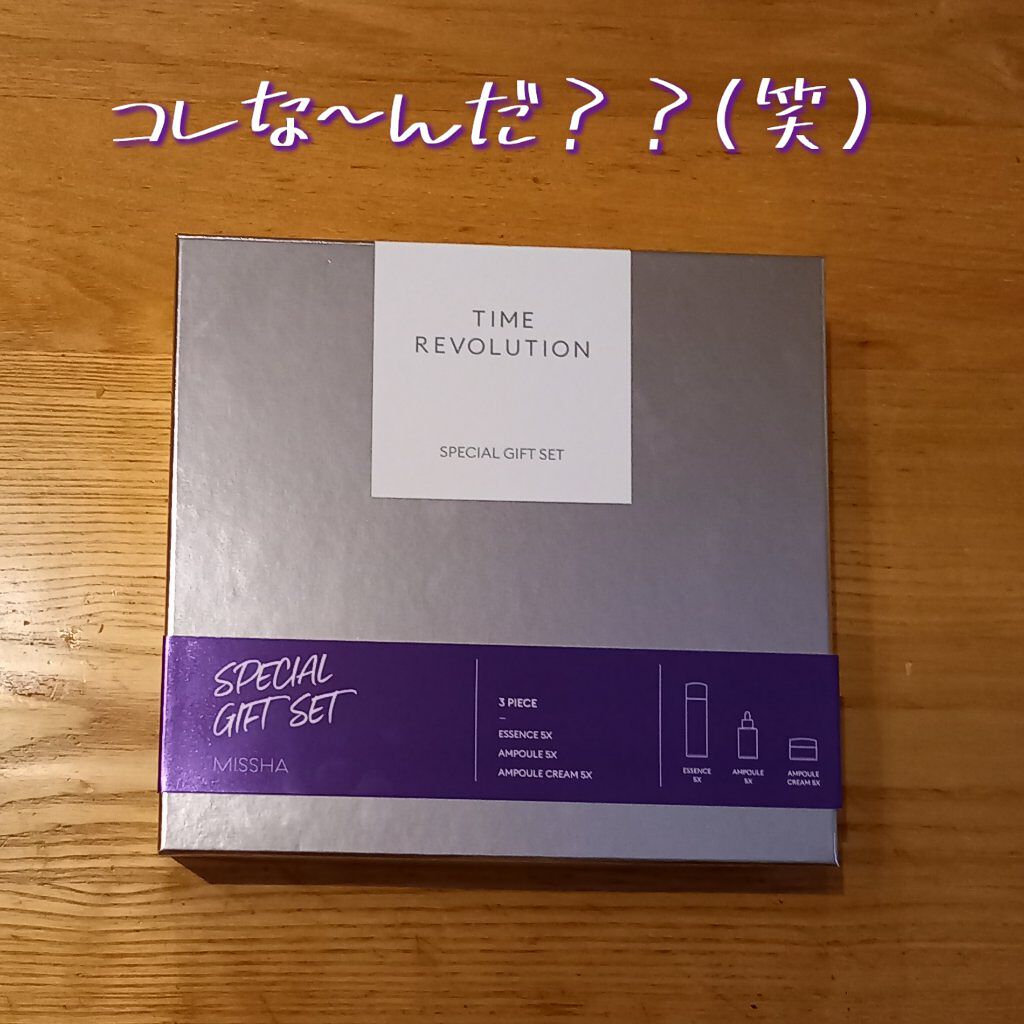 コレな～んだ？？(笑)
TIME
REVOLUTION
SPECIAL GIFT SET
SPECIAL
GIFT SET
MISSHA
3 PIECE
ESSENCE 5X
AMPOULE 5X
AMPOULE CREAM 5X
ESSENCE
5X
AMPOULE
5X
AMPOULE
CREAM 5X